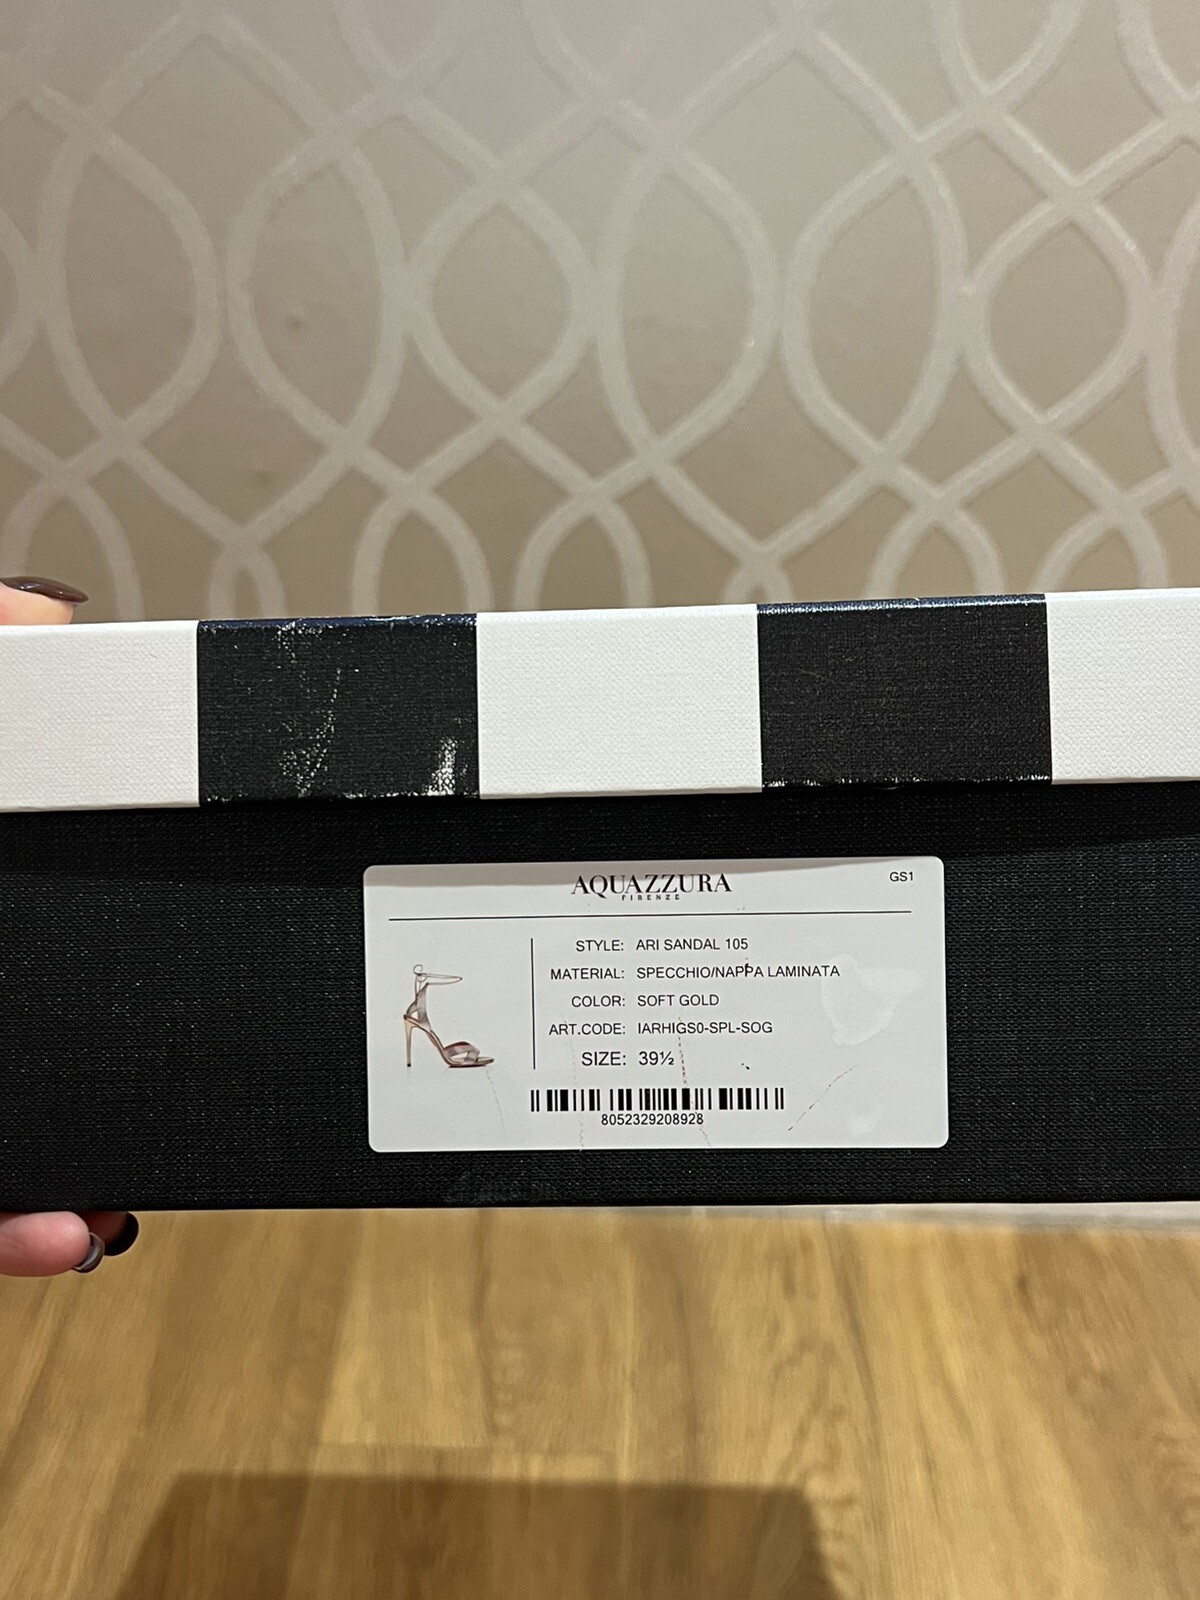 AQUAZZURA
FIRENZE
GS1
STYLE: ARI SANDAL 105
MATERIAL: SPECCHIO/NAPPA LAMINATA
COLOR: SOFT GOLD
ART.CODE: IARHIGS0-SPL-SOG
SIZE: 39½
8052329208928